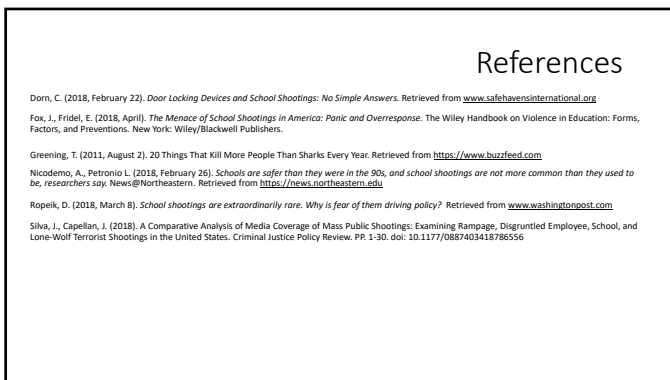 References
Dorn, C. (2018, February 22). Door Locking Devices and School Shootings: No Simple Answers. Retrieved from www.safehavensinternational.org
Fox, J., Fridel, E. (2018, April). The Menace of School Shootings in America: Panic and Overresponse. The Wiley Handbook on Violence in Education: Forms,
Factors, and Preventions. New York: Wiley/Blackwell Publishers.
Greening, T. (2011, August 2). 20 Things That Kill More People Than Sharks Every Year. Retrieved from https://www.buzzfeed.com
Nicodemo, A., Petronio L. (2018, February 26). Schools are safer than they were in the 90s, and school shootings are not more common than they used to
be, researchers say. News@Northeastern. Retrieved from https://news.northeastern.edu
Ropeik, D. (2018, March 8). School shootings are extraordinarily rare. Why is fear of them driving policy? Retrieved from www.washingtonpost.com
Silva, J., Capellan, J. (2018). A Comparative Analysis of Media Coverage of Mass Public Shootings: Examining Rampage, Disgruntled Employee, School, and
Lone-Wolf Terrorist Shootings in the United States. Criminal Justice Policy Review. PP. 1-30. doi: 10.1177/0887403418786556